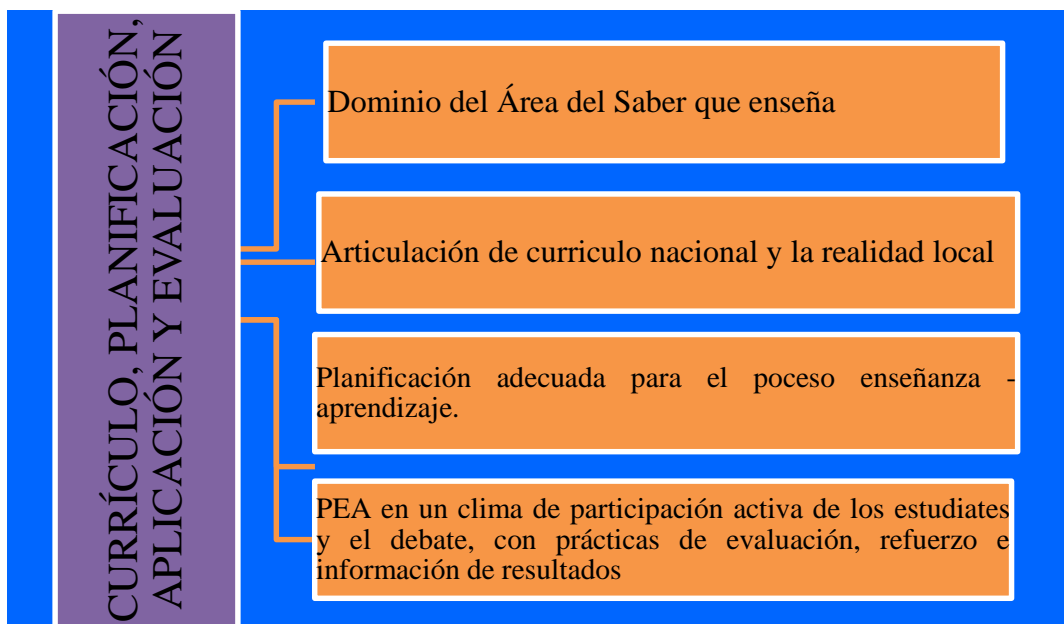 CURRÍCULO, PLANIFICACIÓN,
APLICACIÓN Y EVALUACIÓN
Dominio del Área del Saber que enseña
Articulación de curriculo nacional y la realidad local
Planificación adecuada para el poceso enseñanza -
aprendizaje.
PEA en un clima de participación activa de los estudiates
y el debate, con prácticas de evaluación, refuerzo e
información de resultados